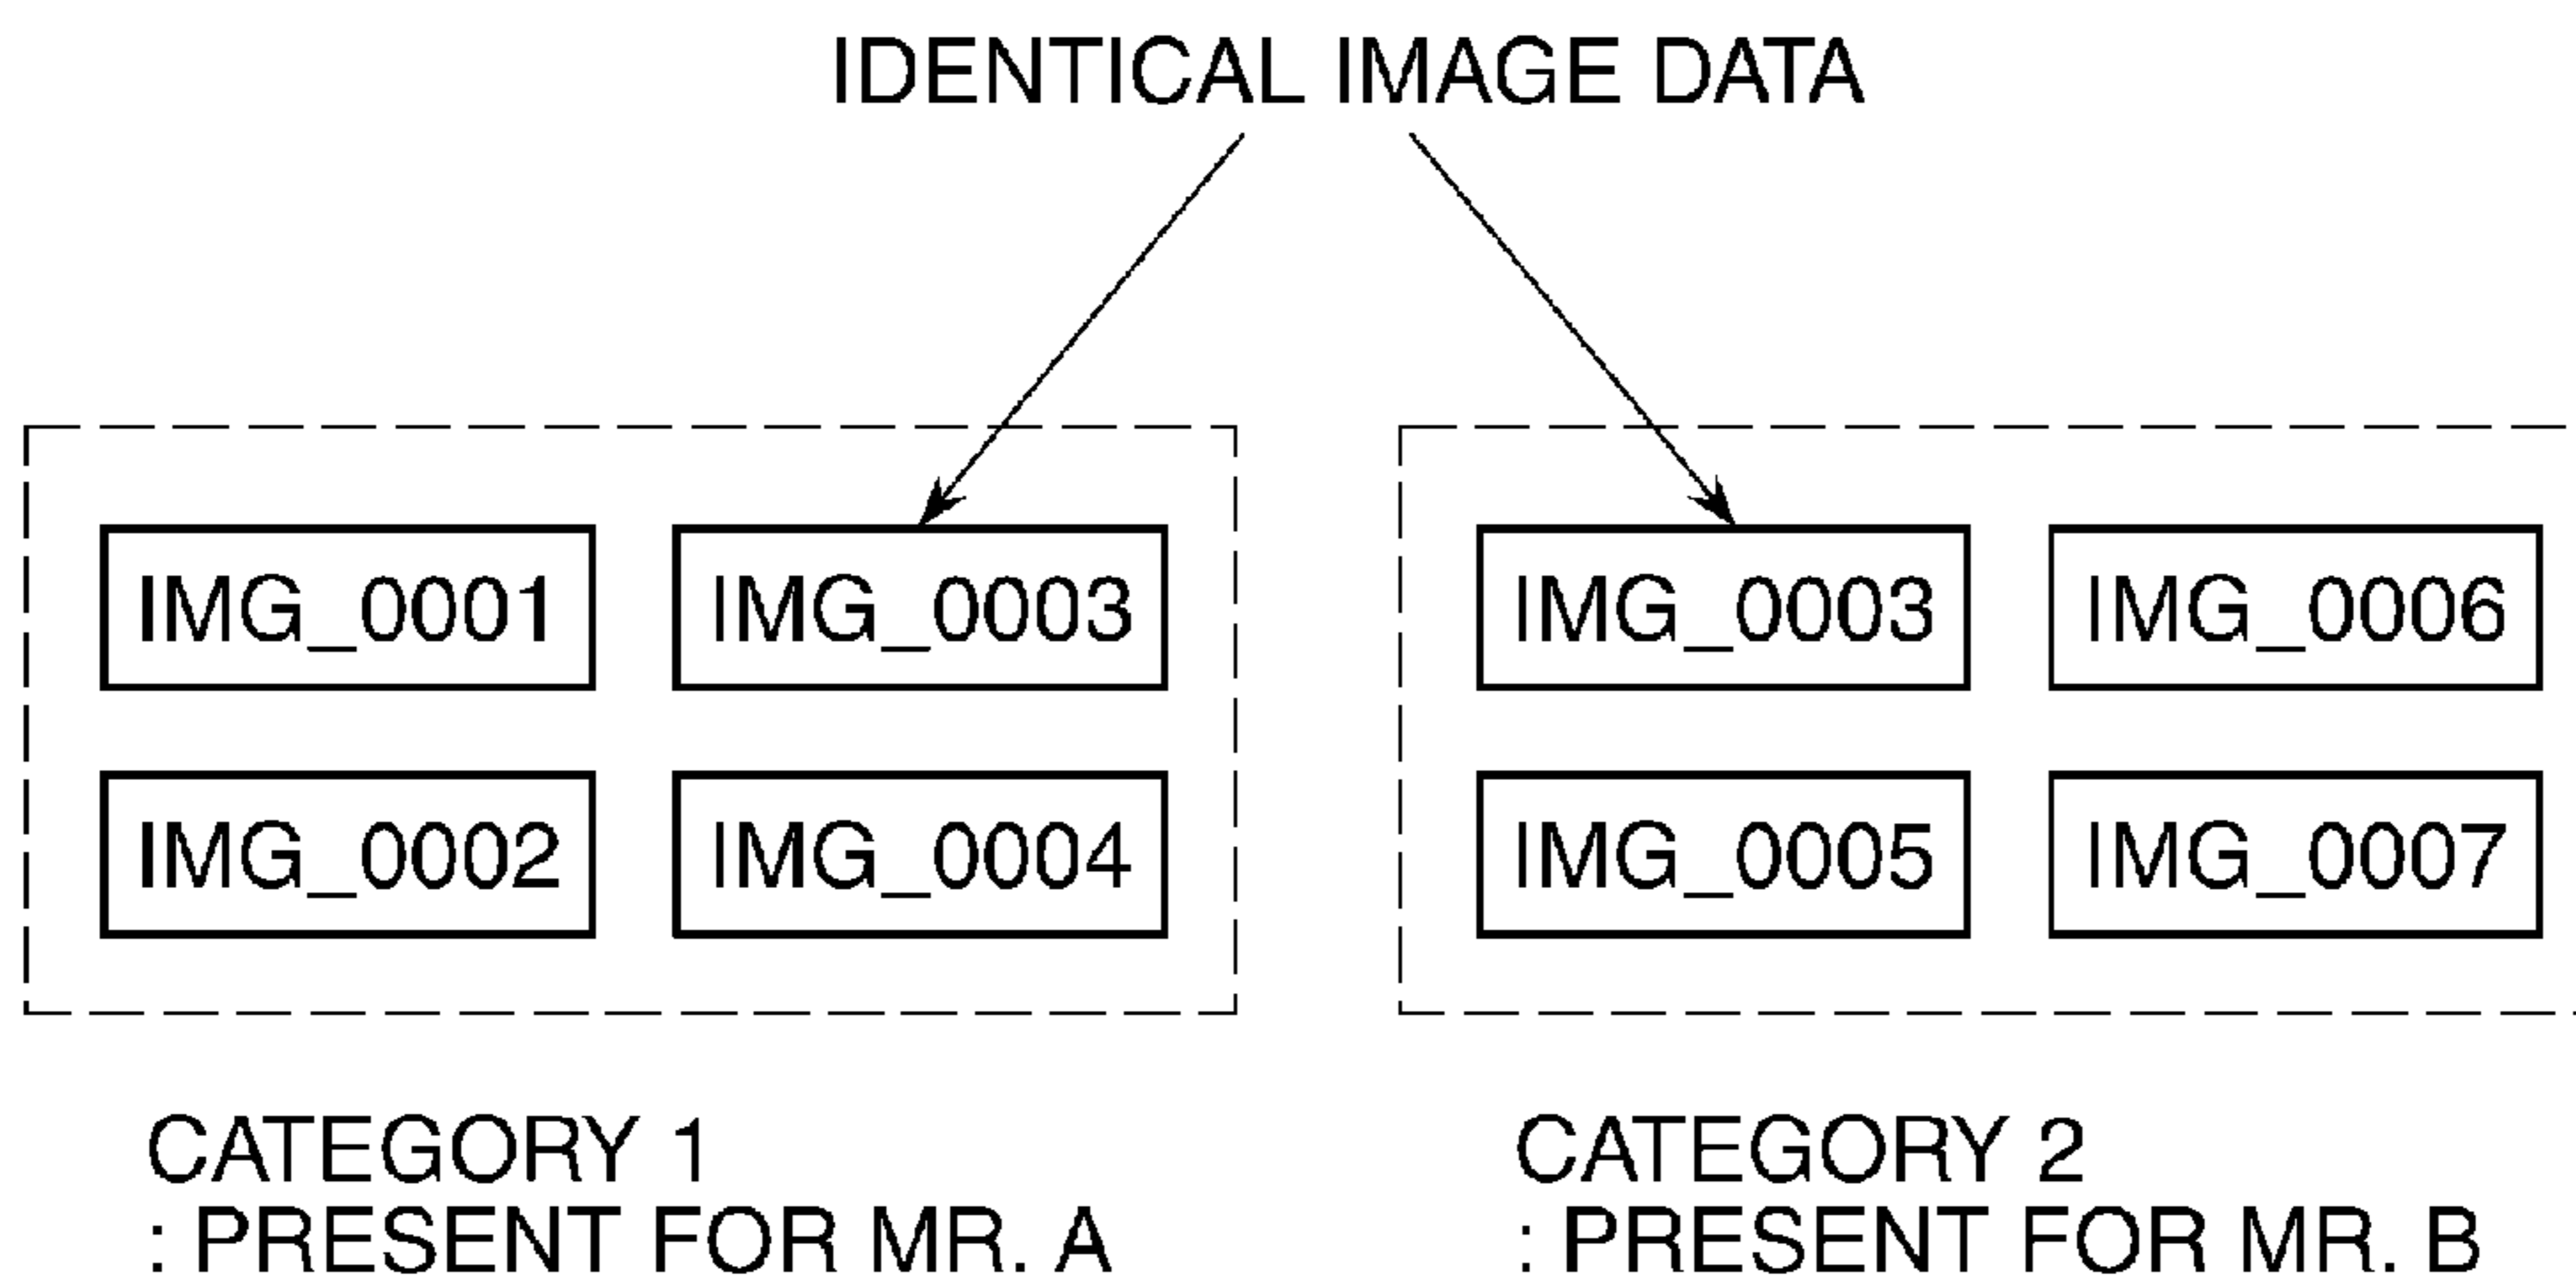 IDENTICAL IMAGE DATA
IMG_0001 IMG_0003 IMG_0003 IMG_0006
IMG_0002 IMG_0004 IMG_0005 IMG_0007
CATEGORY 1 CATEGORY 2
: PRESENT FOR MR. A : PRESENT FOR MR. B